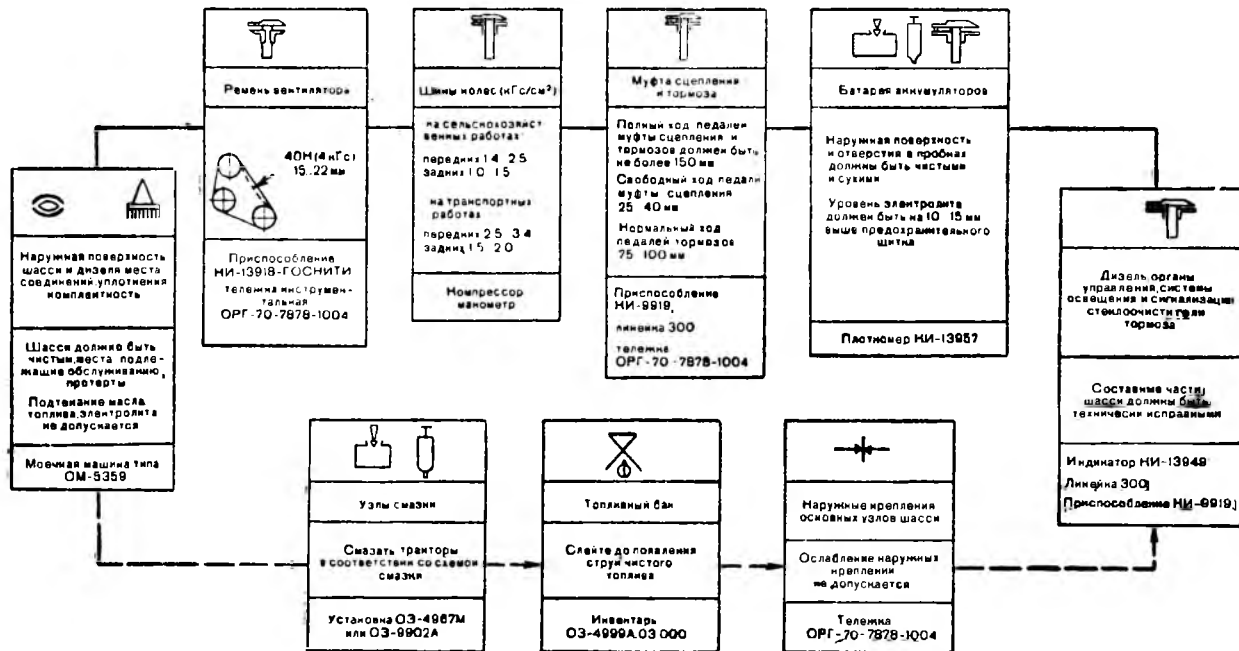 Наружная поверхность
шасси и дизеля места
соединений, уплотнения
комплектность
Шасси должно быть
чистым, места подле-
жащие обслуживанию,
протерты
Подтекание масла
топлива, электролита
не допускается
Моечная машина типа
ОМ-5359
Ремень вентилятора
40Н (4 кГс)
15..22 мм
Приспособление
НИ-13918-ГОСНИТИ
тележка инструмен-
тальная
ОРГ-70-7878-1004
Шины колес (кГс/см²)
на сельскохозяйст
венных работах
передних 1.4 2.5
задних 1.0 1.5
на транспортных
работах
передних 2.5 3.4
задних 1.5 2.0
Компрессор
манометр
Муфта сцепления
и тормоза
Полный ход педалей
муфты сцепления и
тормозов должен быть
не более 150 мм
Свободный ход педали
муфты сцепления
25 40 мм
Нормальный ход
педалей тормозов
75 100 мм
Приспособление
НИ-9919,
линейка 300
тележка
ОРГ-70-7878-1004
Батарея аккумуляторов
Наружная поверхность
и отверстия в пробках
должны быть чистыми
и сухими
Уровень электролита
должен быть на 10 15 мм
выше предохранительного
щитка
Плотномер НИ-13957
Дизель, органы
управления, системы
освещения и сигнализации
стеклоочистители
тормоза
Составные части
шасси должны быть
технически исправными
Индикатор НИ-13949
Линейка 300
Приспособление НИ-9919
Узлы смазки
Смазать тракторы
в соответствии со схемой
смазки
Установка ОЗ-4967М
или ОЗ-9902А
Топливный бак
Слейте до появления
струи чистого
топлива
Инвентарь
ОЗ-4999А.03 000
Наружные крепления
основных узлов шасси
Ослабление наружных
креплений
не допускается
Тележка
ОРГ-70-7878-1004